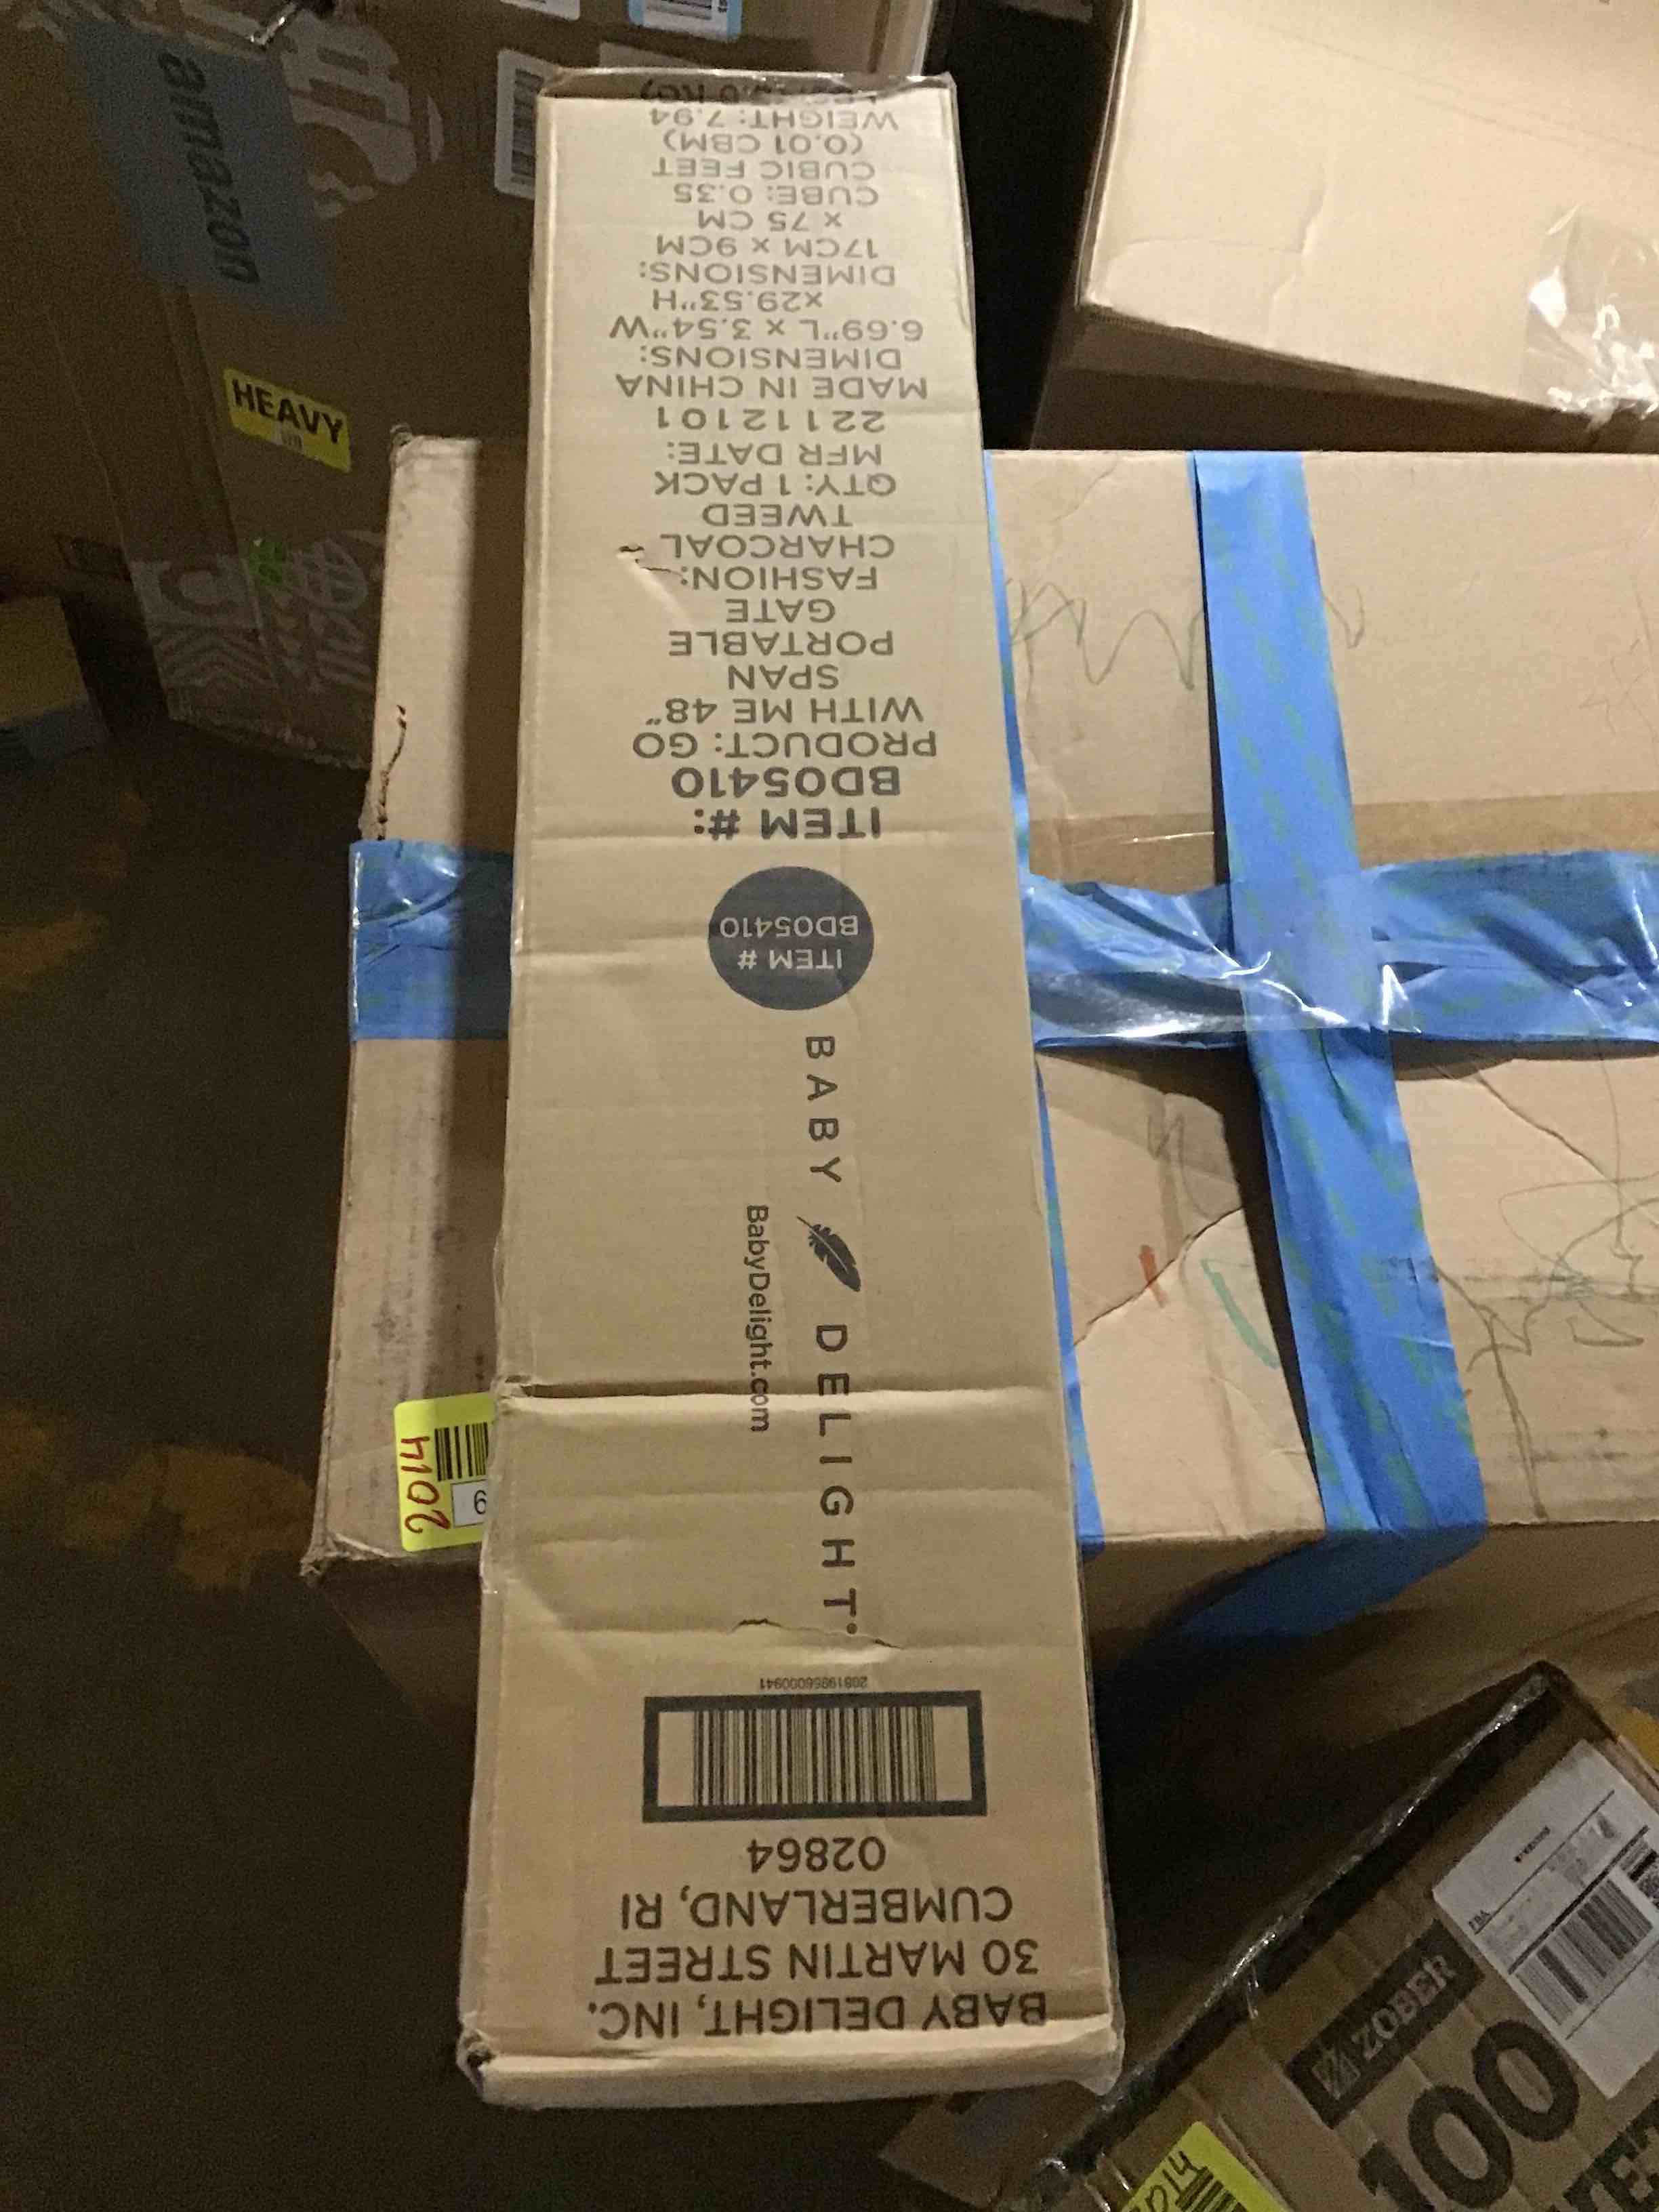 BABY DELIGHT, INC.
30 MARTIN STREET
CUMBERLAND, RI
02864
BABY DELIGHT
BabyDelight.com
ITEM #
BD05410
ITEM #:
BD05410
PRODUCT: GO
WITH ME 48"
SPAN
PORTABLE
GATE
FASHION:
CHARCOAL
TWEED
QTY: 1 PACK
MFR DATE:
22112101
MADE IN CHINA
DIMENSIONS:
6.69"L x 3.54"W
x29.53"H
DIMENSIONS:
17CM x 9CM
x 75 CM
CUBE: 0.35
CUBIC FEET
(0.01 CBM)
WEIGHT: 7.94
amazon
HEAVY
2014
6
ZOBER
100